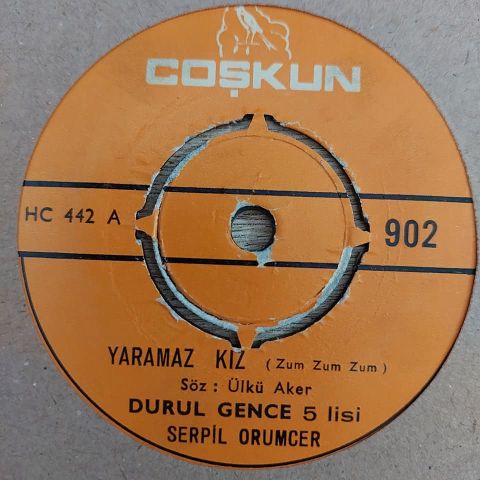 COŞKUN
HC 442 A
902
YARAMAZ KIZ (Zum Zum Zum)
Söz : Ülkü Aker
DURUL GENCE 5 lisi
SERPİL ORUMCER